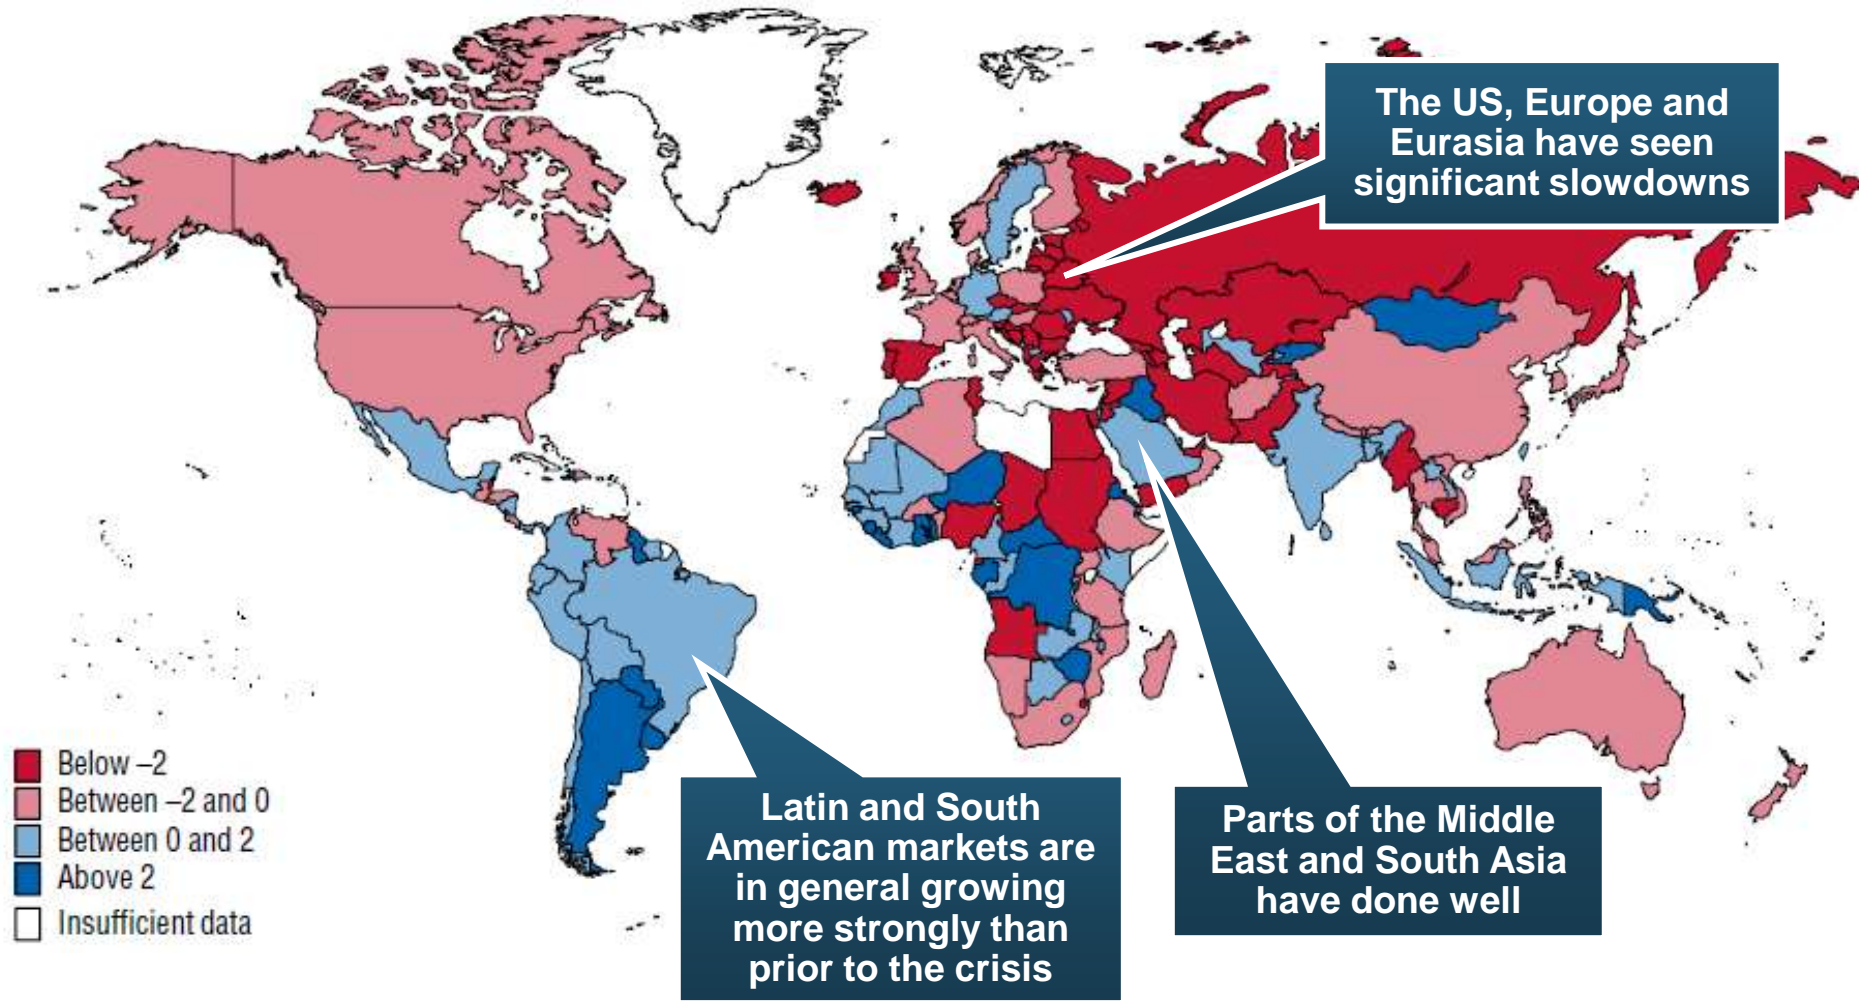 The US, Europe and
Eurasia have seen
significant slowdowns
Below –2
Between –2 and 0
Between 0 and 2
Above 2
Insufficient data
Latin and South
American markets are
in general growing
more strongly than
prior to the crisis
Parts of the Middle
East and South Asia
have done well